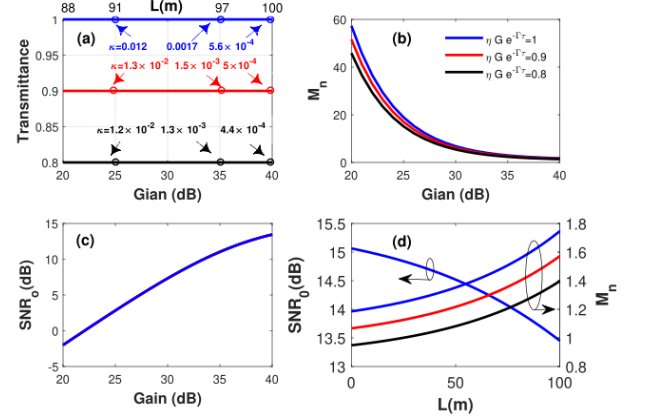 88 91 L(m) 97 100
1
0.95
0.9
0.85
0.8
Transmittance
(a)
κ=0.012 0.0017 5.6× 10⁻⁴
κ=1.3× 10⁻² 1.5× 10⁻³ 5× 10⁻⁴
κ=1.2× 10⁻² 1.3× 10⁻³ 4.4× 10⁻⁴
20 25 30 35 40
Gian (dB)
60
40
20
0
Mₙ
(b)
η G e^-Γτ=1
η G e^-Γτ=0.9
η G e^-Γτ=0.8
20 25 30 35 40
Gian (dB)
15
10
5
0
-5
SNRₒ(dB)
(c)
20 25 30 35 40
Gain (dB)
15.5
15
14.5
14
13.5
13
SNR₀(dB)
(d)
1.8
1.6
1.4
1.2
1
0.8
Mₙ
0 50 100
L(m)